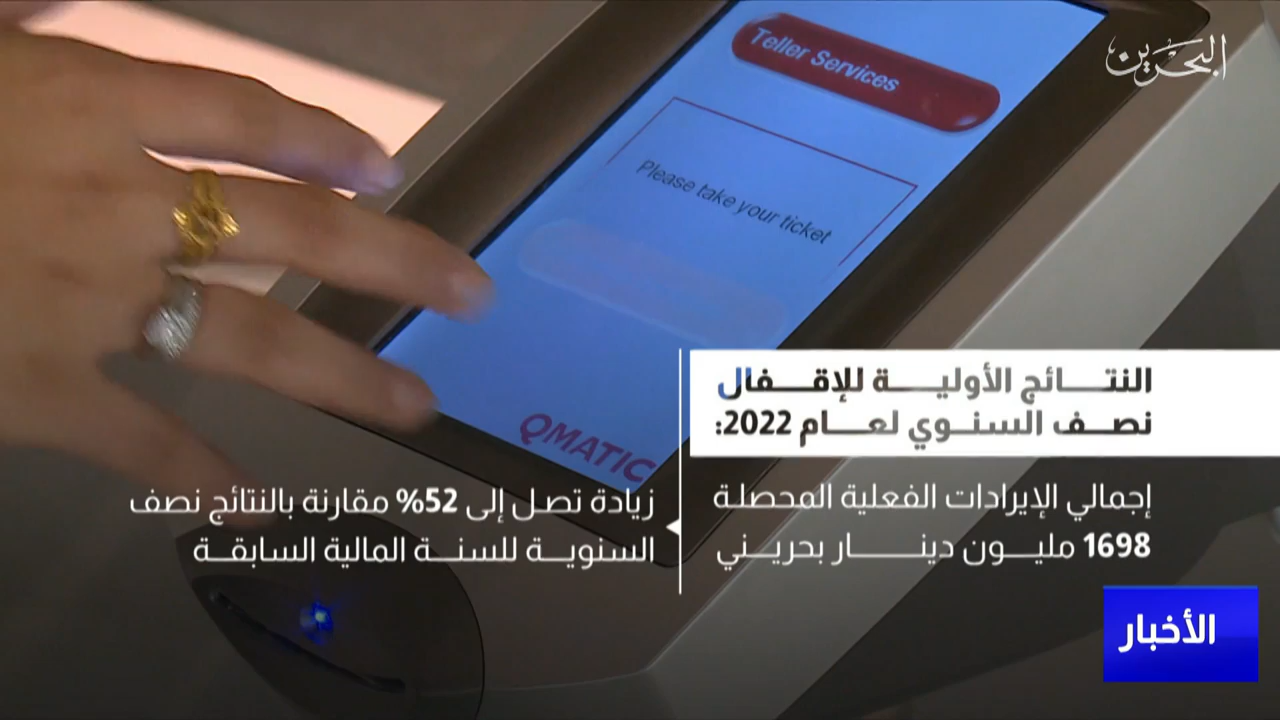 البحرين
Teller Services
Please take your ticket
QMATIC
النتائج الأولية للإقفال
نصف السنوي لعام 2022:
إجمالي الإيرادات الفعلية المحصلة
1698 مليون دينار بحريني
زيادة تصل إلى 52% مقارنة بالنتائج نصف
السنوية للسنة المالية السابقة
الأخبار